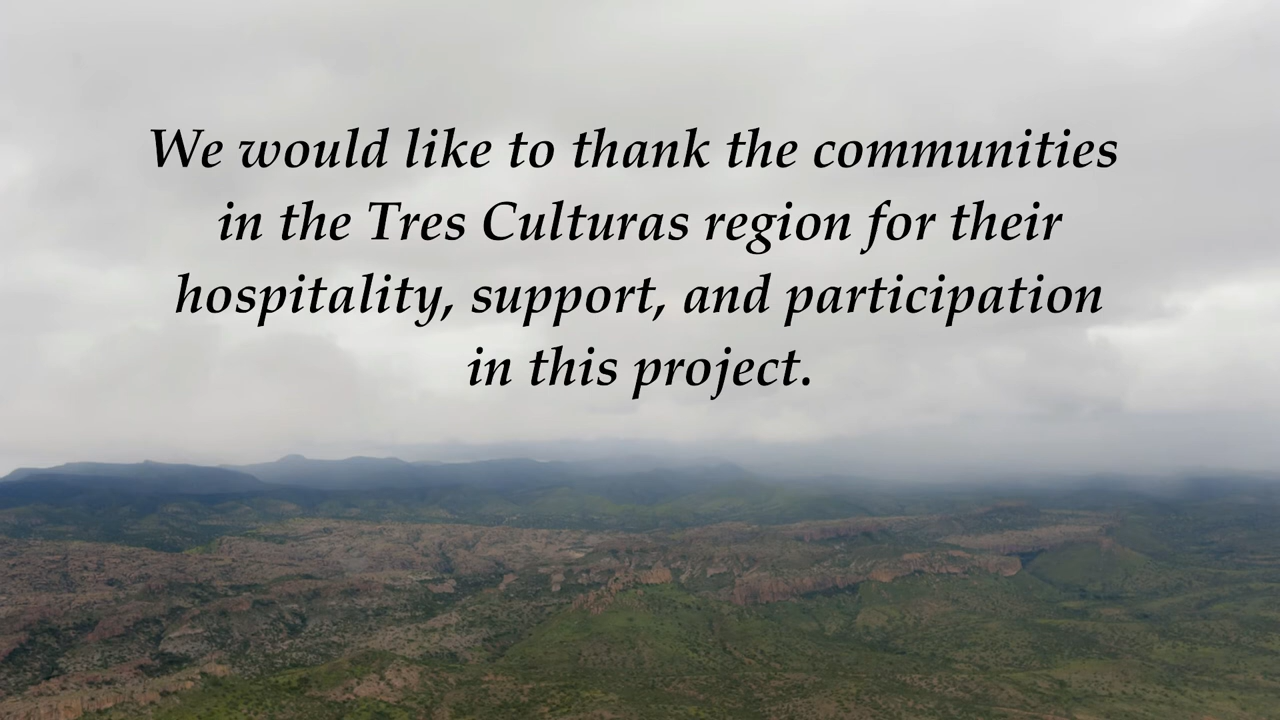 We would like to thank the communities
in the Tres Culturas region for their
hospitality, support, and participation
in this project.